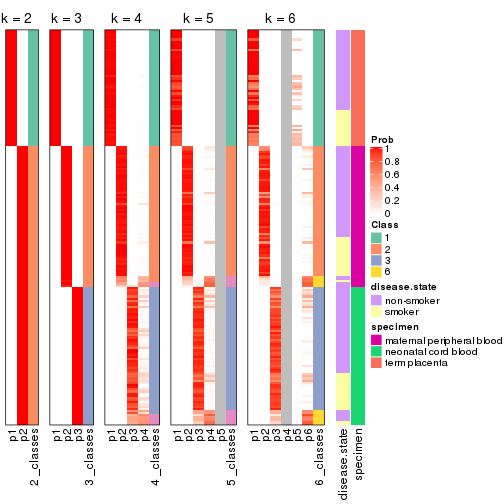 k = 2
k = 3
k = 4
k = 5
k = 6
p1
p2
2_classes
p1
p2
p3
3_classes
p1
p2
p3
p4
4_classes
p1
p2
p3
p4
p5
5_classes
p1
p2
p3
p4
p5
p6
6_classes
disease.state
specimen
Prob
1
0.8
0.6
0.4
0.2
0
Class
1
2
3
6
disease.state
non-smoker
smoker
specimen
maternal peripheral blood
neonatal cord blood
term placenta